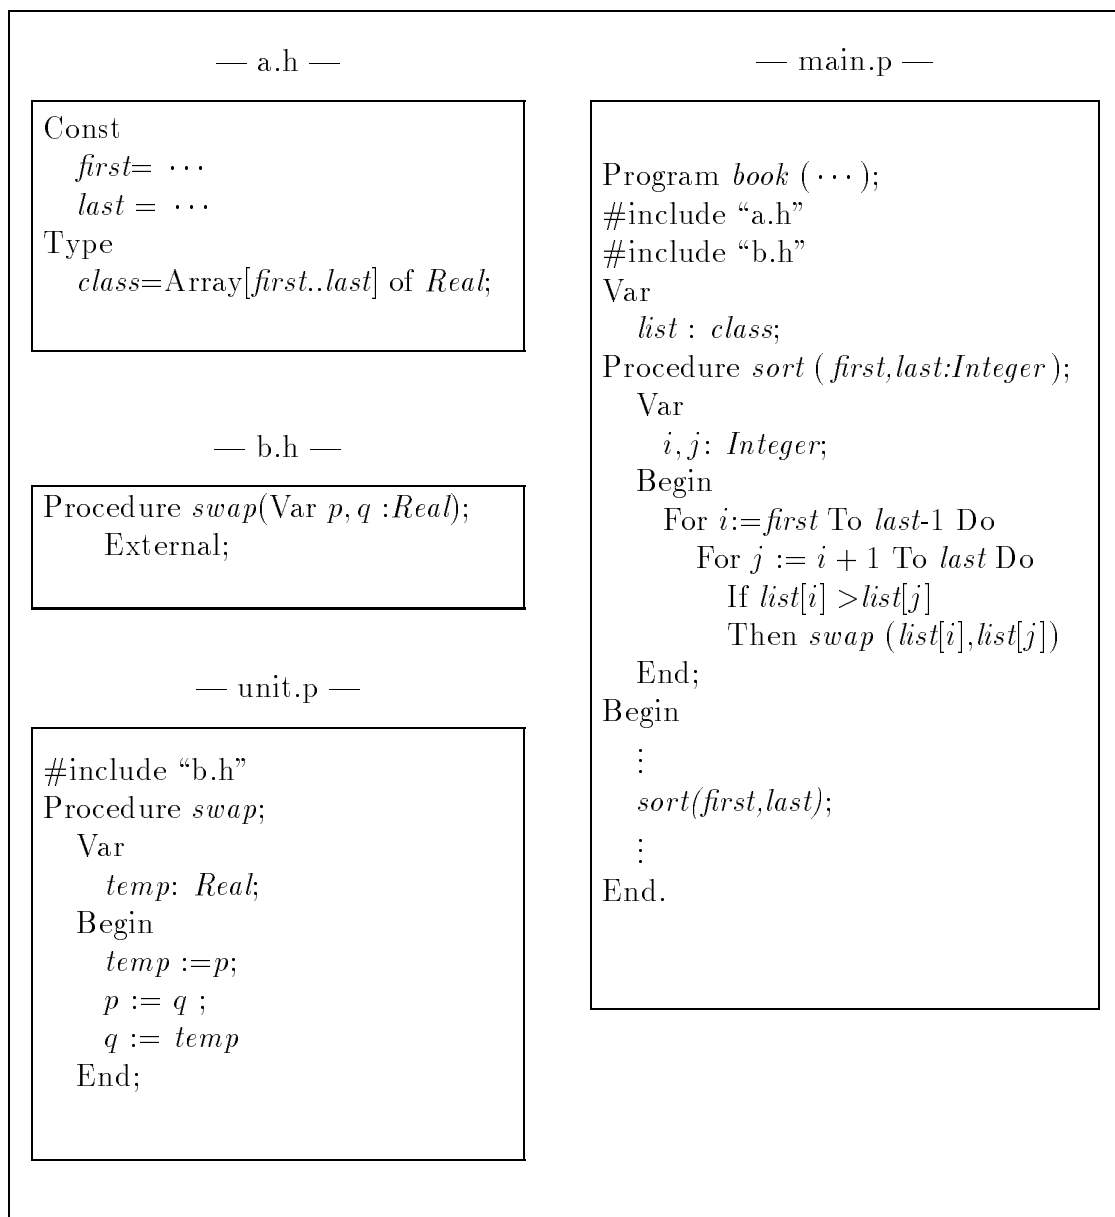 — a.h —
Const
first= ⋯
last = ⋯
Type
class=Array[first..last] of Real;
— b.h —
Procedure swap(Var p, q :Real);
External;
— unit.p —
#include “b.h”
Procedure swap;
Var
temp: Real;
Begin
temp :=p;
p := q ;
q := temp
End;
— main.p —
Program book ( ⋯ );
#include “a.h”
#include “b.h”
Var
list : class;
Procedure sort ( first,last:Integer );
Var
i, j: Integer;
Begin
For i:=first To last-1 Do
For j := i + 1 To last Do
If list[i] >list[j]
Then swap (list[i],list[j])
End;
Begin
⋮
sort(first,last);
⋮
End.